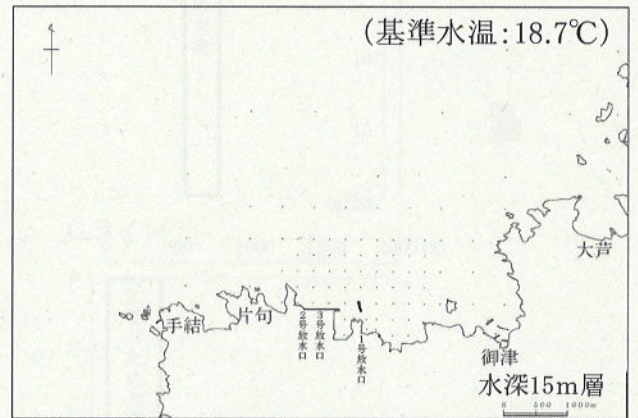 (基準水温:18.7℃)
大芦
手結
片句
2号放水口
3号放水口
1号放水口
御津
水深15m層
0 500 1000m